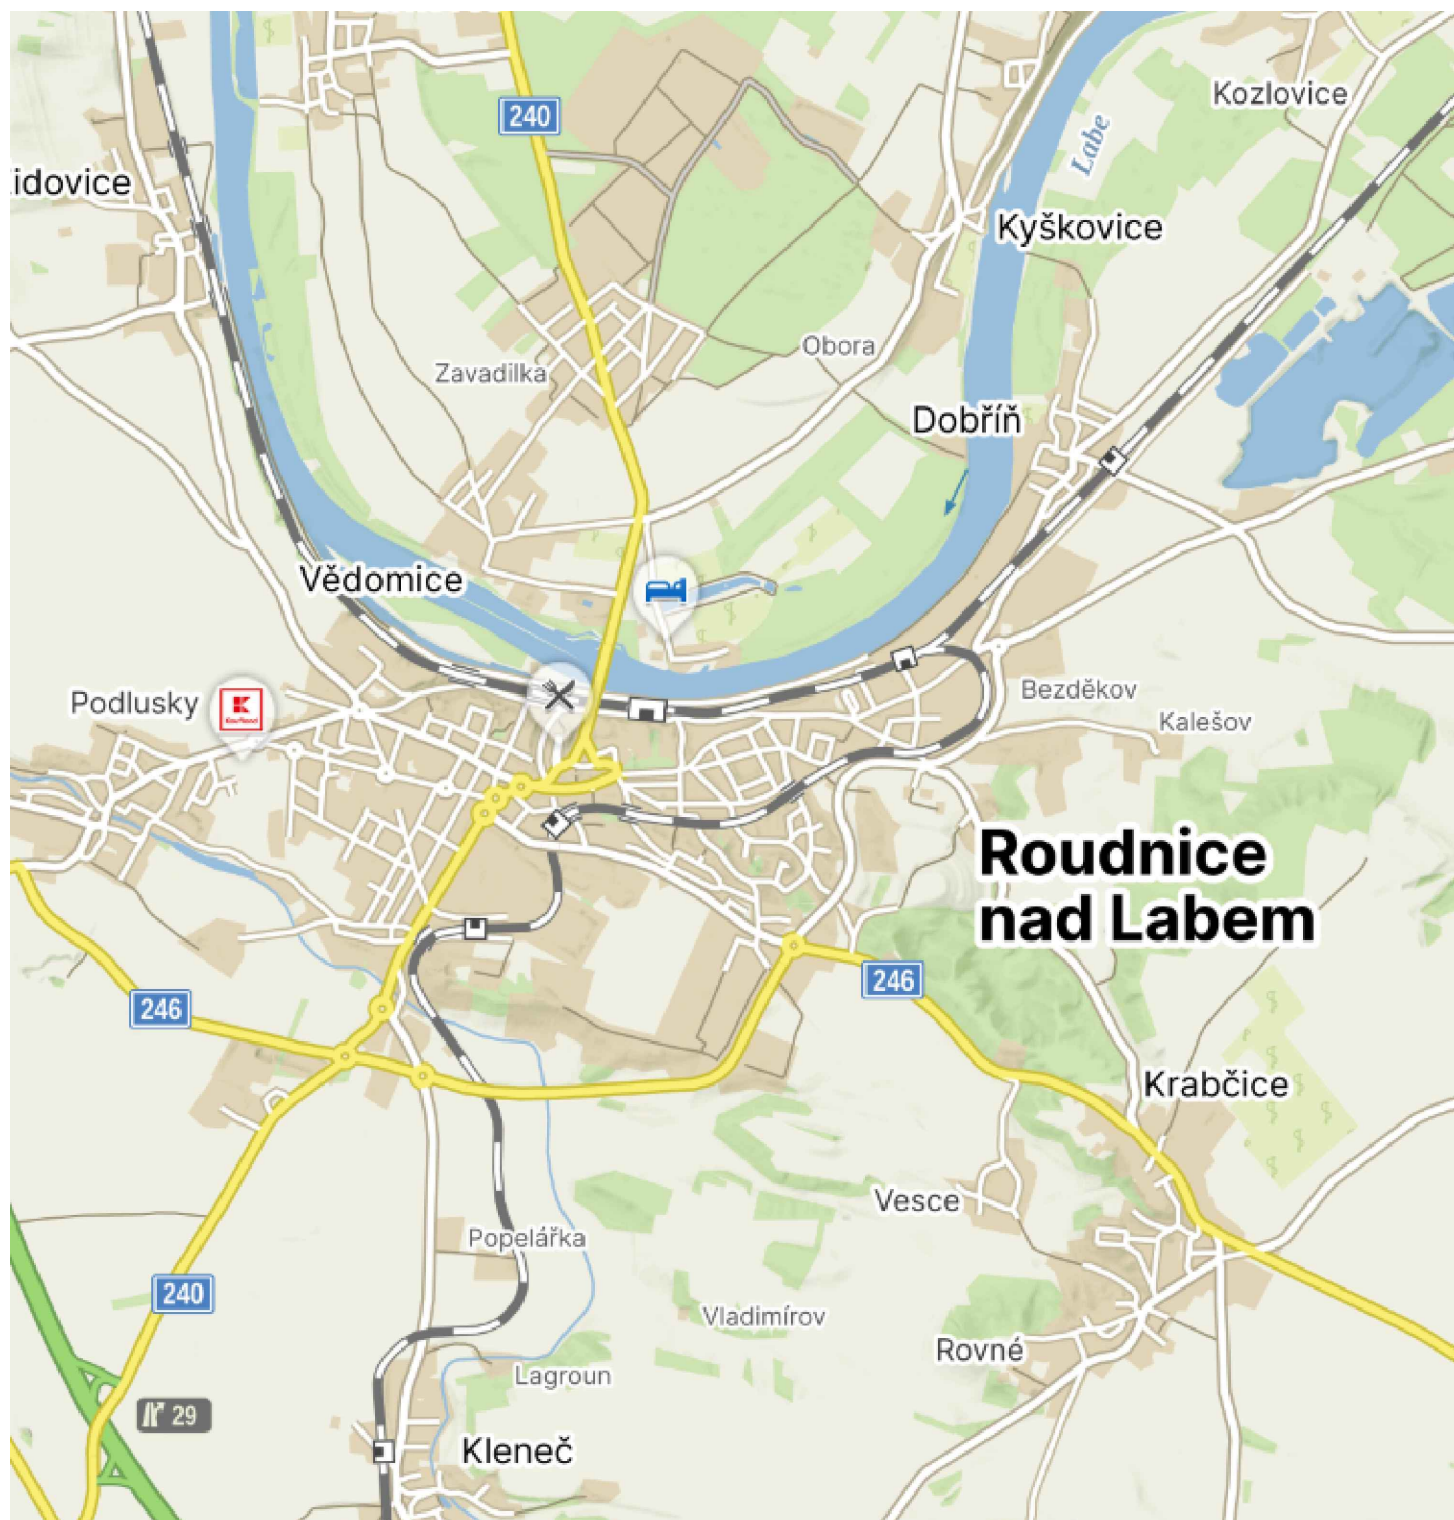 240
Kozlovice
Labe
idovice
Kyškovice
Obora
Zavadilka
Dobříň
Vědomice
Bezděkov
Podlusky
K
Kaufland
Kalešov
Roudnice
nad Labem
246
246
Krabčice
Vesce
Popelářka
240
Vladimírov
Rovné
Lagroun
29
Kleneč